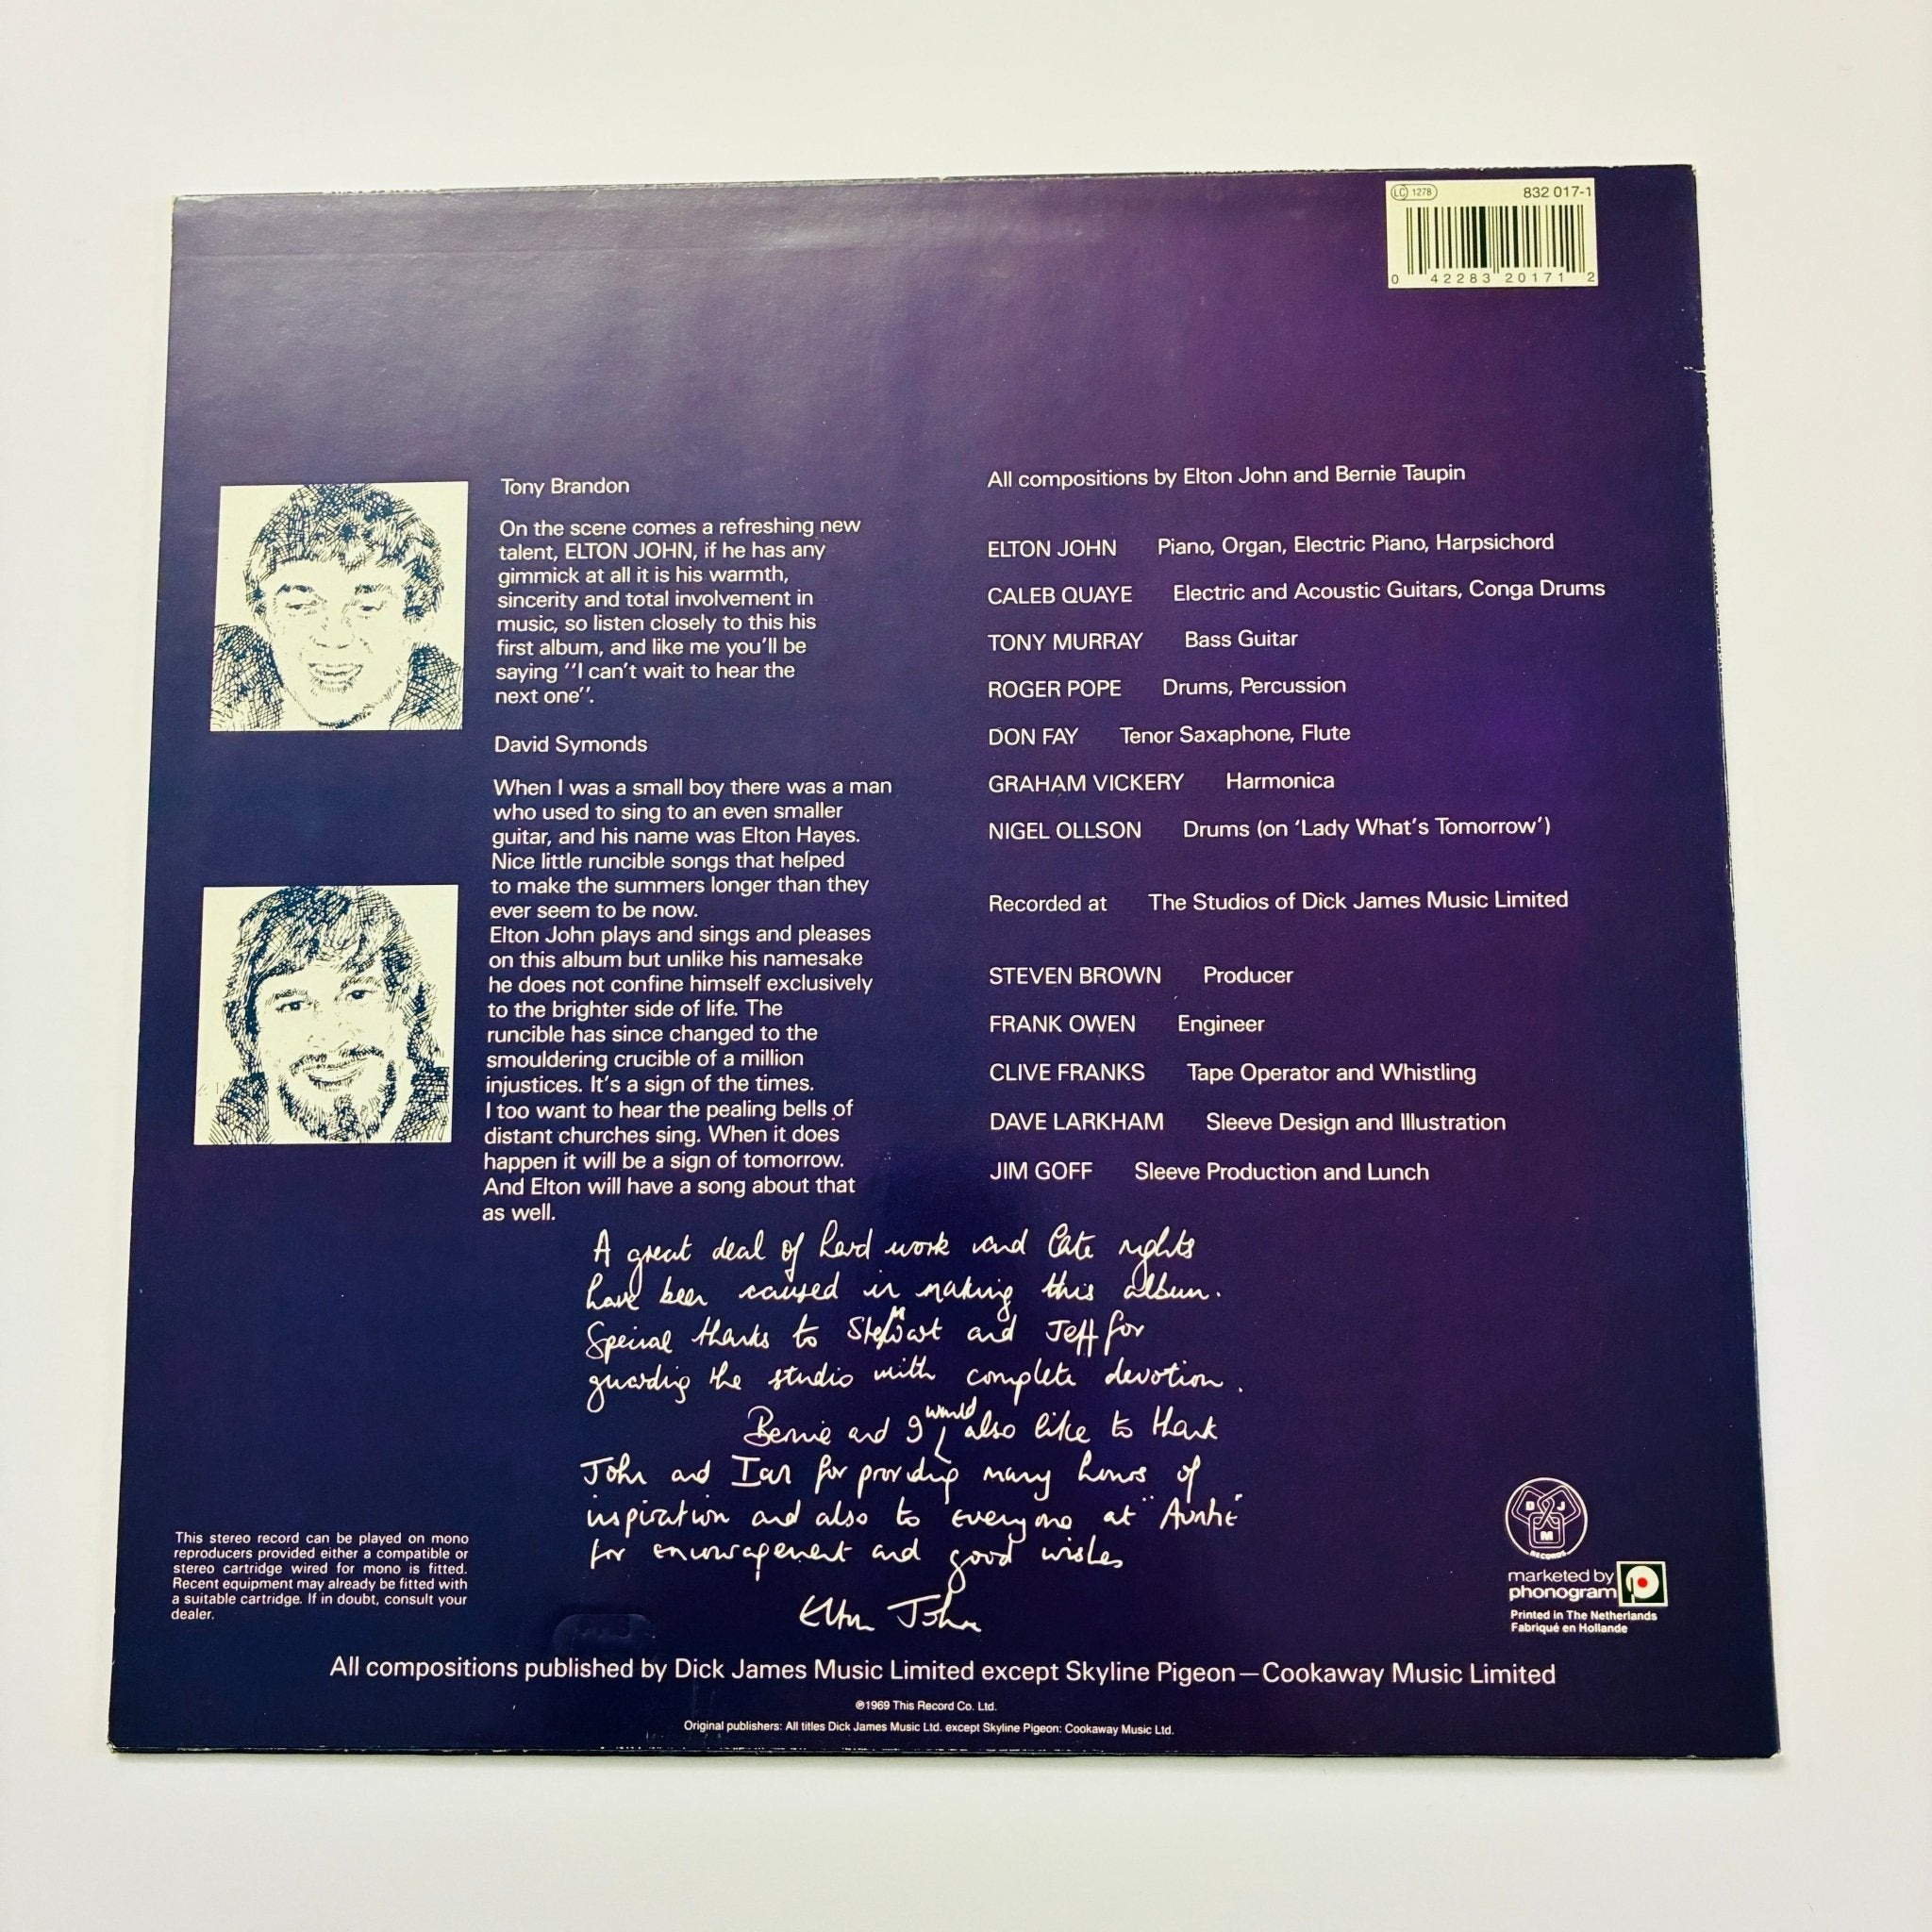 LC 1278 832 017-1
0 42283 20171 2
Tony Brandon
On the scene comes a refreshing new
talent, ELTON JOHN, if he has any
gimmick at all it is his warmth,
sincerity and total involvement in
music, so listen closely to this his
first album, and like me you'll be
saying "I can't wait to hear the
next one".
David Symonds
When I was a small boy there was a man
who used to sing to an even smaller
guitar, and his name was Elton Hayes.
Nice little runcible songs that helped
to make the summers longer than they
ever seem to be now.
Elton John plays and sings and pleases
on this album but unlike his namesake
he does not confine himself exclusively
to the brighter side of life. The
runcible has since changed to the
smouldering crucible of a million
injustices. It's a sign of the times.
I too want to hear the pealing bells of
distant churches sing. When it does
happen it will be a sign of tomorrow.
And Elton will have a song about that
as well.
All compositions by Elton John and Bernie Taupin
ELTON JOHN Piano, Organ, Electric Piano, Harpsichord
CALEB QUAYE Electric and Acoustic Guitars, Conga Drums
TONY MURRAY Bass Guitar
ROGER POPE Drums, Percussion
DON FAY Tenor Saxaphone, Flute
GRAHAM VICKERY Harmonica
NIGEL OLLSON Drums (on 'Lady What's Tomorrow')
Recorded at The Studios of Dick James Music Limited
STEVEN BROWN Producer
FRANK OWEN Engineer
CLIVE FRANKS Tape Operator and Whistling
DAVE LARKHAM Sleeve Design and Illustration
JIM GOFF Sleeve Production and Lunch
A great deal of hard work and late nights
have been caused in making this album.
Special thanks to Stewart and Jeff for
guarding the studio with complete devotion.
Bernie and I would also like to thank
John and Ian for providing many hours of
inspiration and also to everyone at "Auntie"
for encouragement and good wishes
Elton John
This stereo record can be played on mono
reproducers provided either a compatible or
stereo cartridge wired for mono is fitted.
Recent equipment may already be fitted with
a suitable cartridge. If in doubt, consult your
dealer.
D J
M
RECORDS
marketed by
phonogram
Printed in The Netherlands
Fabriqué en Hollande
All compositions published by Dick James Music Limited except Skyline Pigeon—Cookaway Music Limited
℗1969 This Record Co. Ltd.
Original publishers: All titles Dick James Music Ltd. except Skyline Pigeon: Cookaway Music Ltd.